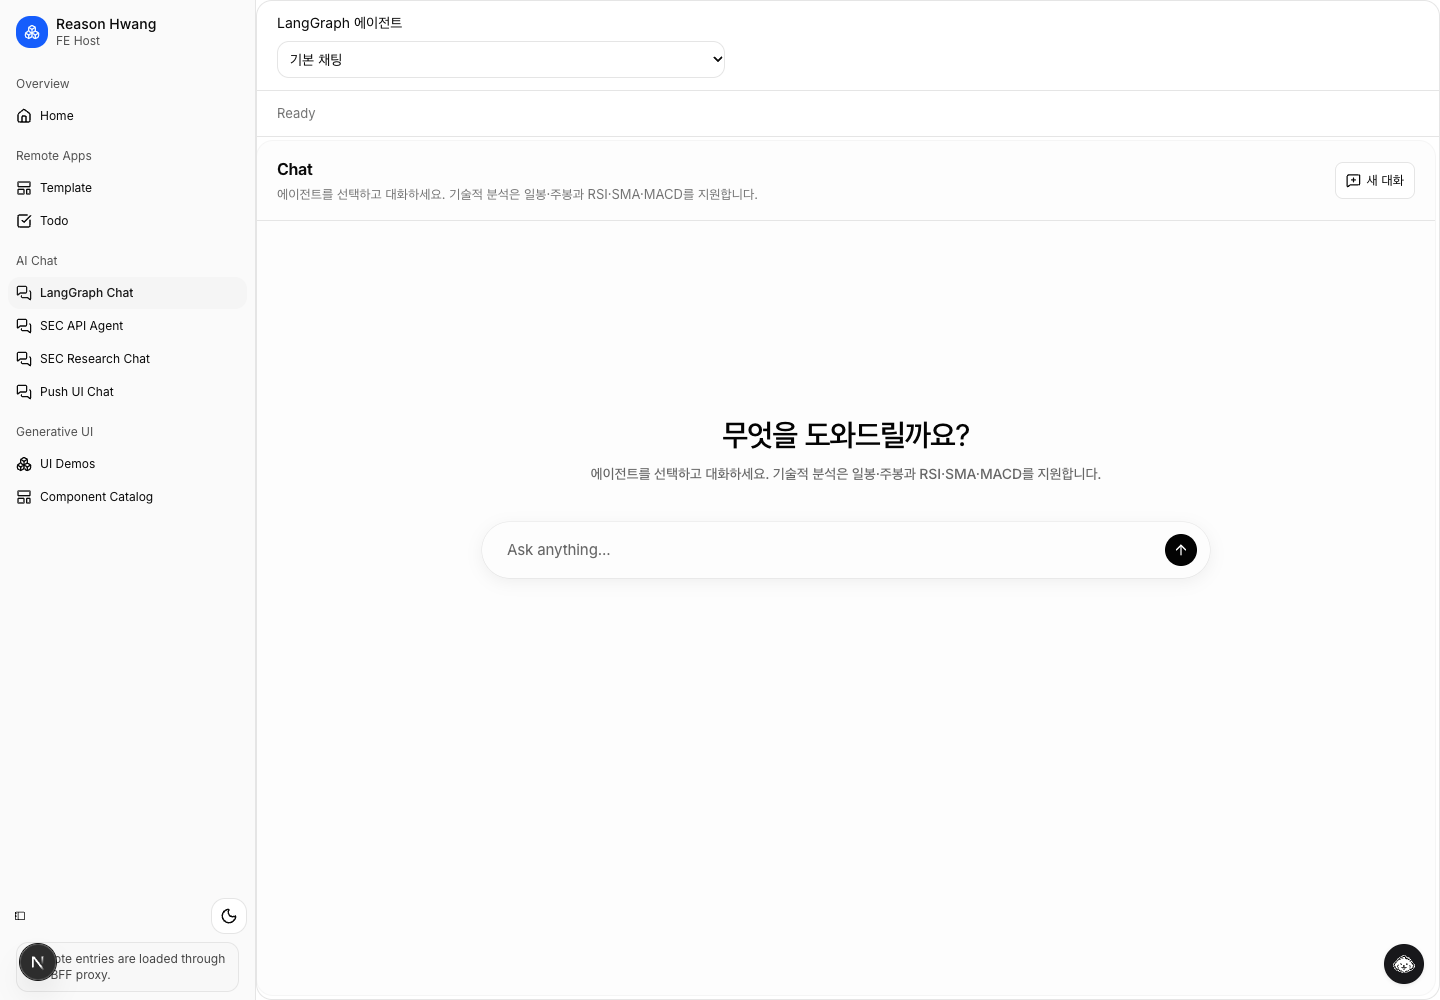 Reason Hwang
FE Host
Overview
Home
Remote Apps
Template
Todo
AI Chat
LangGraph Chat
SEC API Agent
SEC Research Chat
Push UI Chat
Generative UI
UI Demos
Component Catalog
entries are loaded through
BFF proxy.
LangGraph 에이전트
기본 채팅
Ready
Chat
에이전트를 선택하고 대화하세요. 기술적 분석은 일봉·주봉과 RSI·SMA·MACD를 지원합니다.
새 대화
무엇을 도와드릴까요?
에이전트를 선택하고 대화하세요. 기술적 분석은 일봉·주봉과 RSI·SMA·MACD를 지원합니다.
Ask anything...